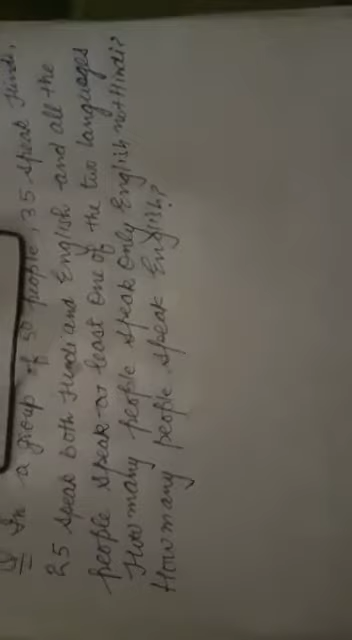 Q In a group of 50 people, 35 speak Hindi,
25 speak both Hindi and English and all the
people speak at least one of the two languages
How many people speak only English not Hindi?
How many people speak English?